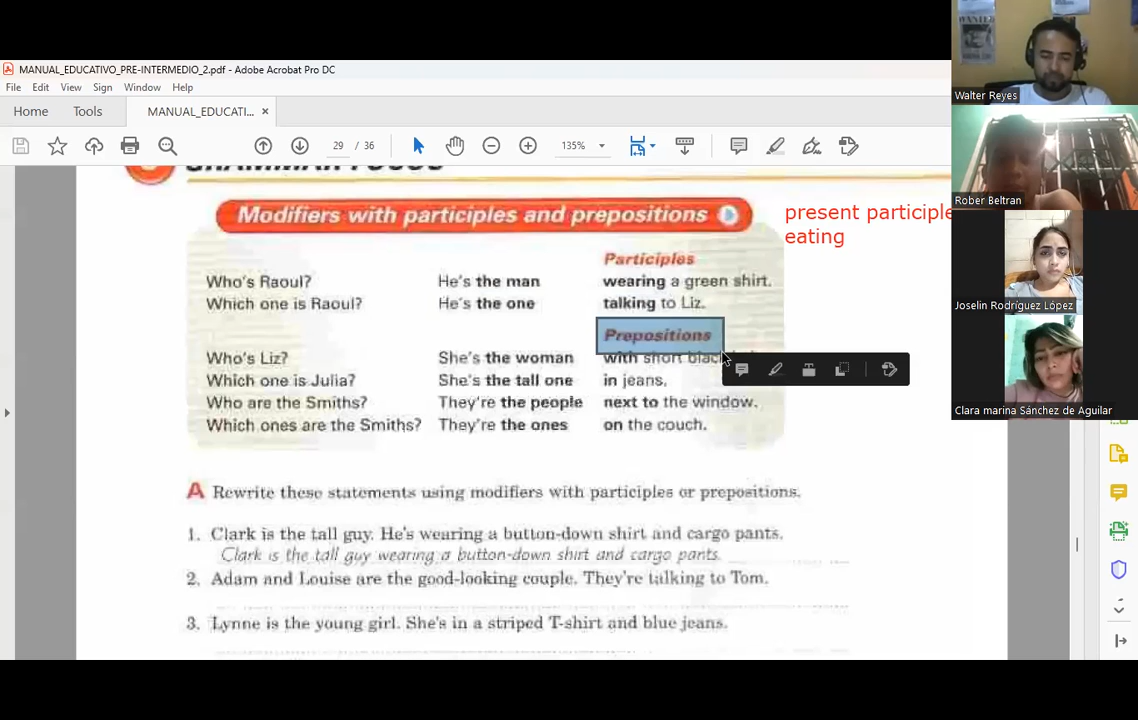 MANUAL_EDUCATIVO_PRE-INTERMEDIO_2.pdf - Adobe Acrobat Pro DC
File Edit View Sign Window Help
Home Tools MANUAL_EDUCATI... ×
29 / 36 135%
GRAMMAR FOCUS
Modifiers with participles and prepositions
present participle
eating
Participles
Who's Raoul? He's the man wearing a green shirt.
Which one is Raoul? He's the one talking to Liz.
Prepositions
Who's Liz? She's the woman with short black
Which one is Julia? She's the tall one in jeans.
Who are the Smiths? They're the people next to the window.
Which ones are the Smiths? They're the ones on the couch.
A Rewrite these statements using modifiers with participles or prepositions.
1. Clark is the tall guy. He's wearing a button-down shirt and cargo pants.
Clark is the tall guy wearing a button-down shirt and cargo pants.
2. Adam and Louise are the good-looking couple. They're talking to Tom.
3. Lynne is the young girl. She's in a striped T-shirt and blue jeans.
WANTED
Walter Reyes
Rober Beltran
Joselin Rodríguez López
Clara marina Sánchez de Aguilar